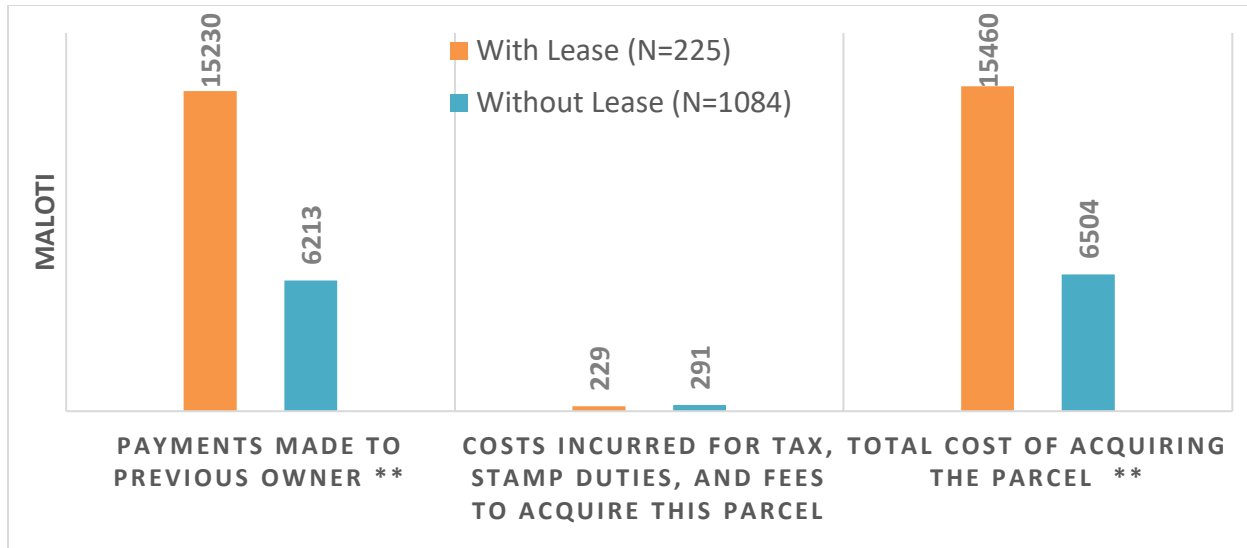 With Lease (N=225)
Without Lease (N=1084)
MALOTI
15230
6213
229
291
15460
6504
PAYMENTS MADE TO
PREVIOUS OWNER **
COSTS INCURRED FOR TAX,
STAMP DUTIES, AND FEES
TO ACQUIRE THIS PARCEL
TOTAL COST OF ACQUIRING
THE PARCEL **